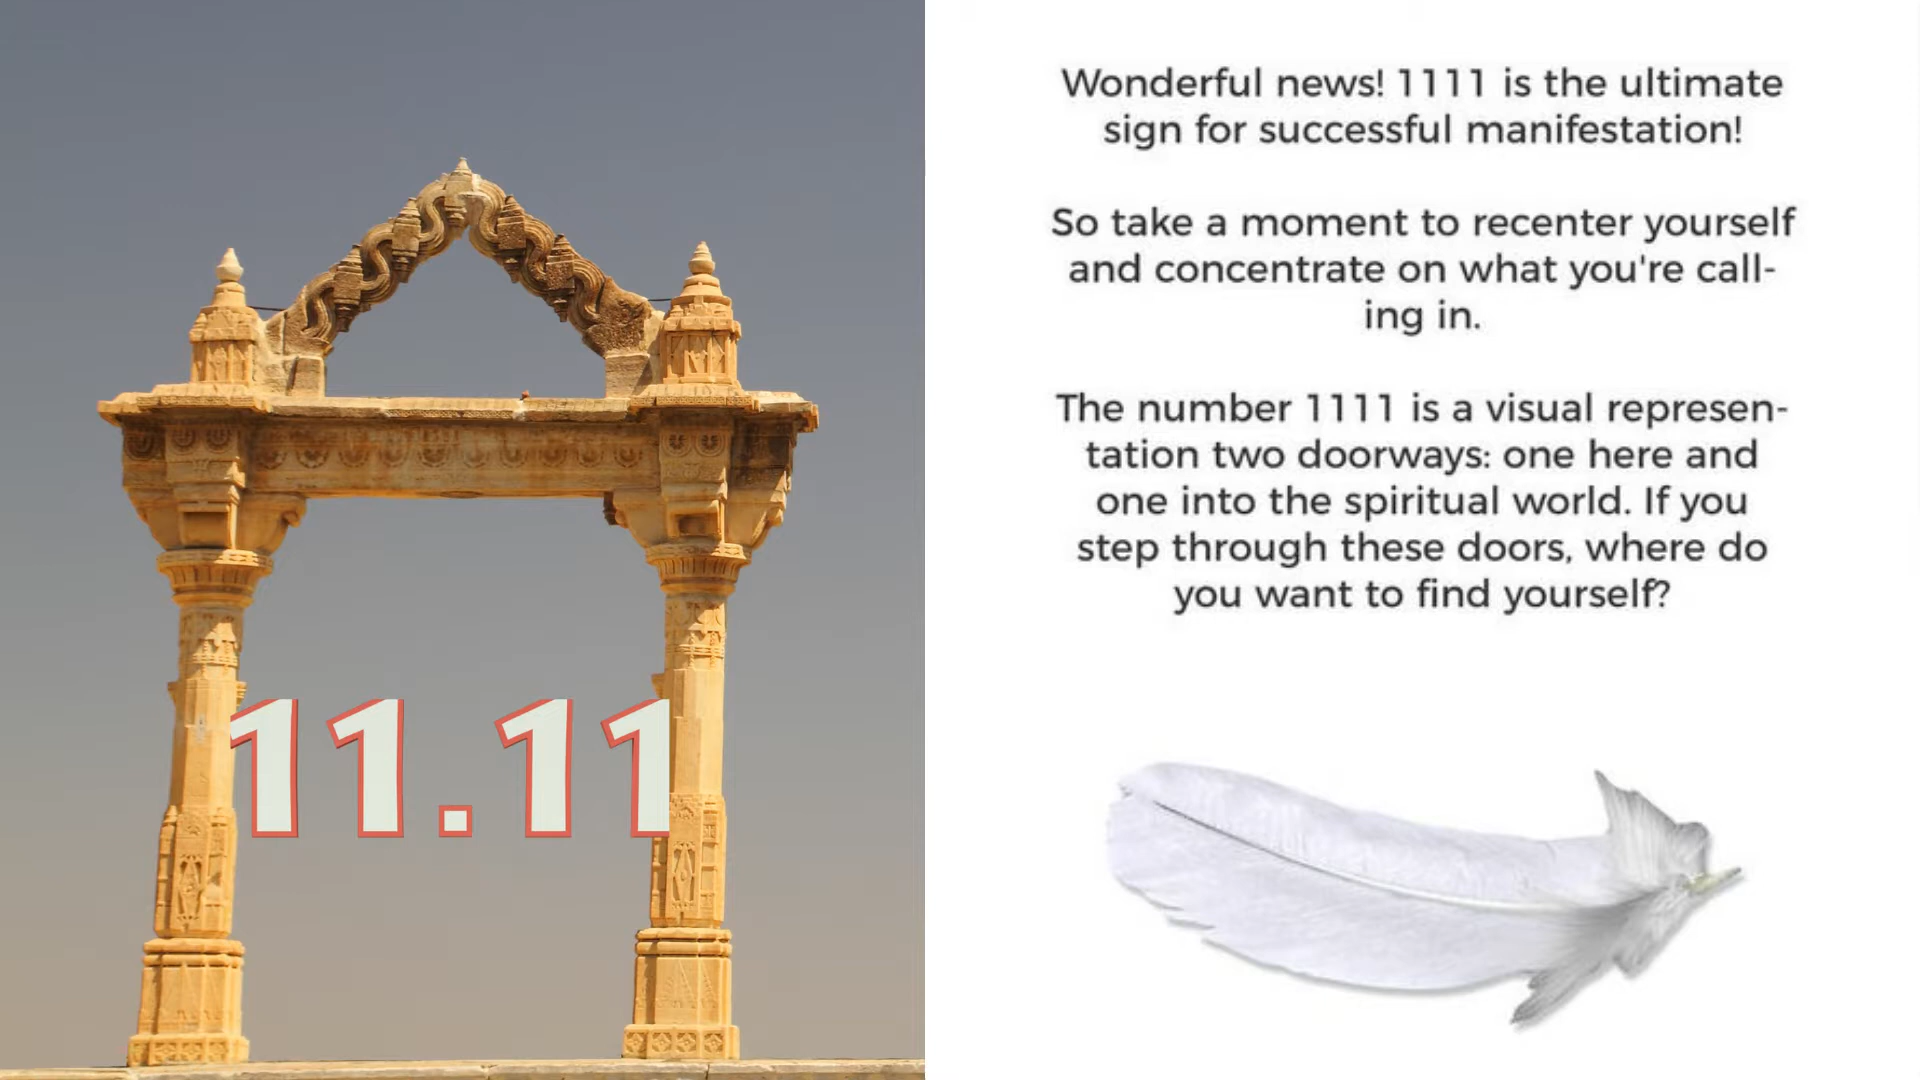 11.11
Wonderful news! 1111 is the ultimate
sign for successful manifestation!
So take a moment to recenter yourself
and concentrate on what you're call-
ing in.
The number 1111 is a visual represen-
tation two doorways: one here and
one into the spiritual world. If you
step through these doors, where do
you want to find yourself?